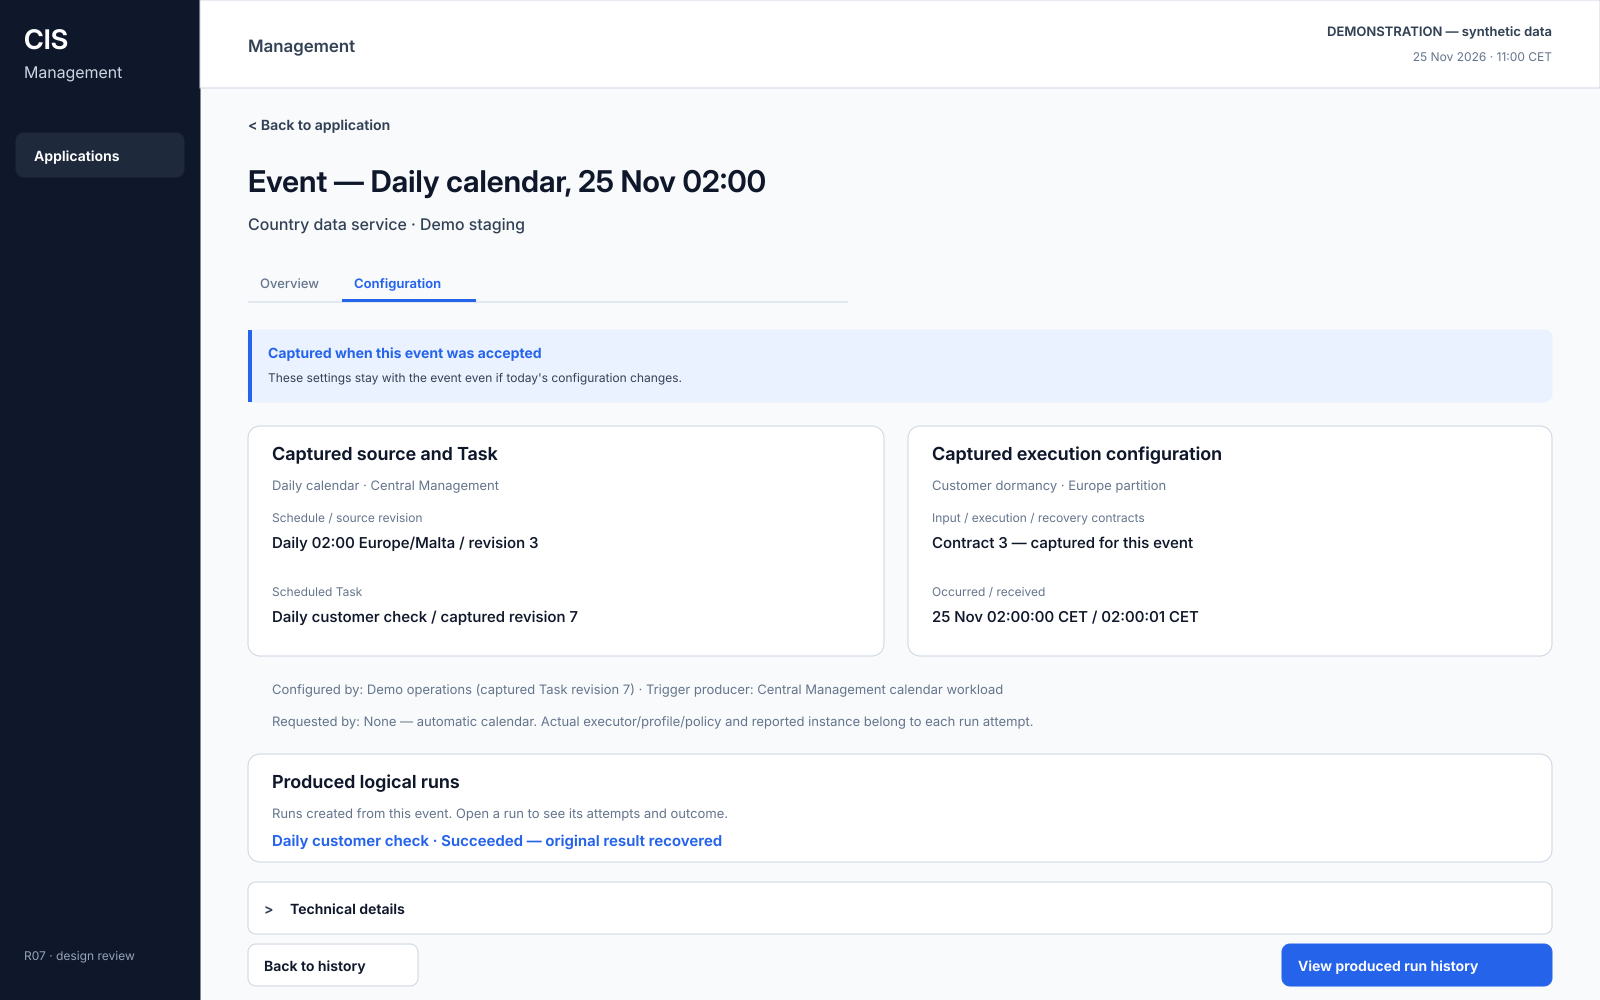 CIS
Management
Applications
R07 · design review
Management
DEMONSTRATION — synthetic data
25 Nov 2026 · 11:00 CET
< Back to application
Event — Daily calendar, 25 Nov 02:00
Country data service · Demo staging
Overview
Configuration
Captured when this event was accepted
These settings stay with the event even if today's configuration changes.
Captured source and Task
Daily calendar · Central Management
Schedule / source revision
Daily 02:00 Europe/Malta / revision 3
Scheduled Task
Daily customer check / captured revision 7
Captured execution configuration
Customer dormancy · Europe partition
Input / execution / recovery contracts
Contract 3 — captured for this event
Occurred / received
25 Nov 02:00:00 CET / 02:00:01 CET
Configured by: Demo operations (captured Task revision 7) · Trigger producer: Central Management calendar workload
Requested by: None — automatic calendar. Actual executor/profile/policy and reported instance belong to each run attempt.
Produced logical runs
Runs created from this event. Open a run to see its attempts and outcome.
Daily customer check · Succeeded — original result recovered
> Technical details
Back to history
View produced run history